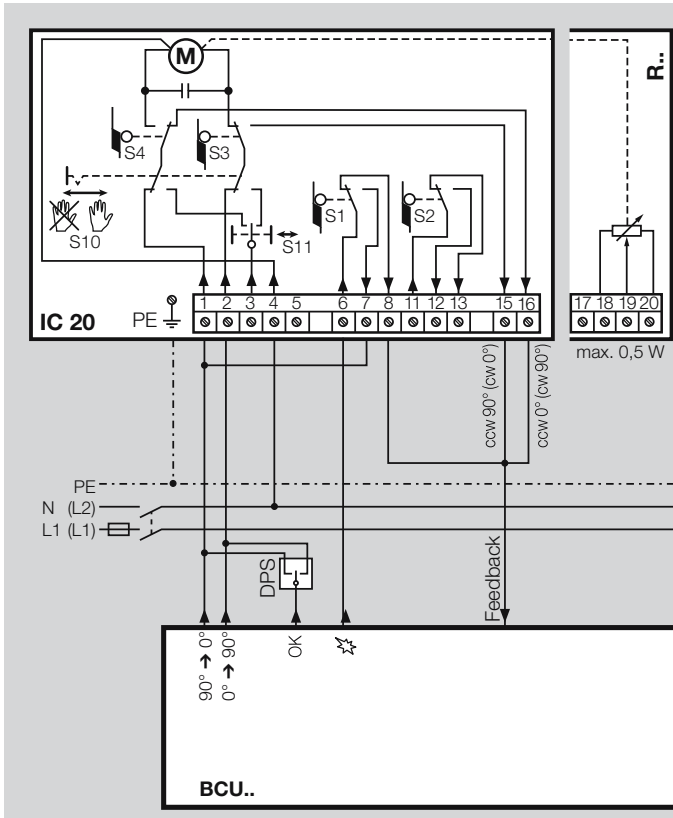 M
R..
S4
S3
S1
S2
S10
S11
1 2 3 4 5 6 7 8 11 12 13 15 16
17 18 19 20
IC 20
PE
max. 0,5 W
ccw 90° (cw 0°)
ccw 0° (cw 90°)
PE
N (L2)
L1 (L1)
DPS
Feedback
90° → 0°
0° → 90°
OK
BCU..